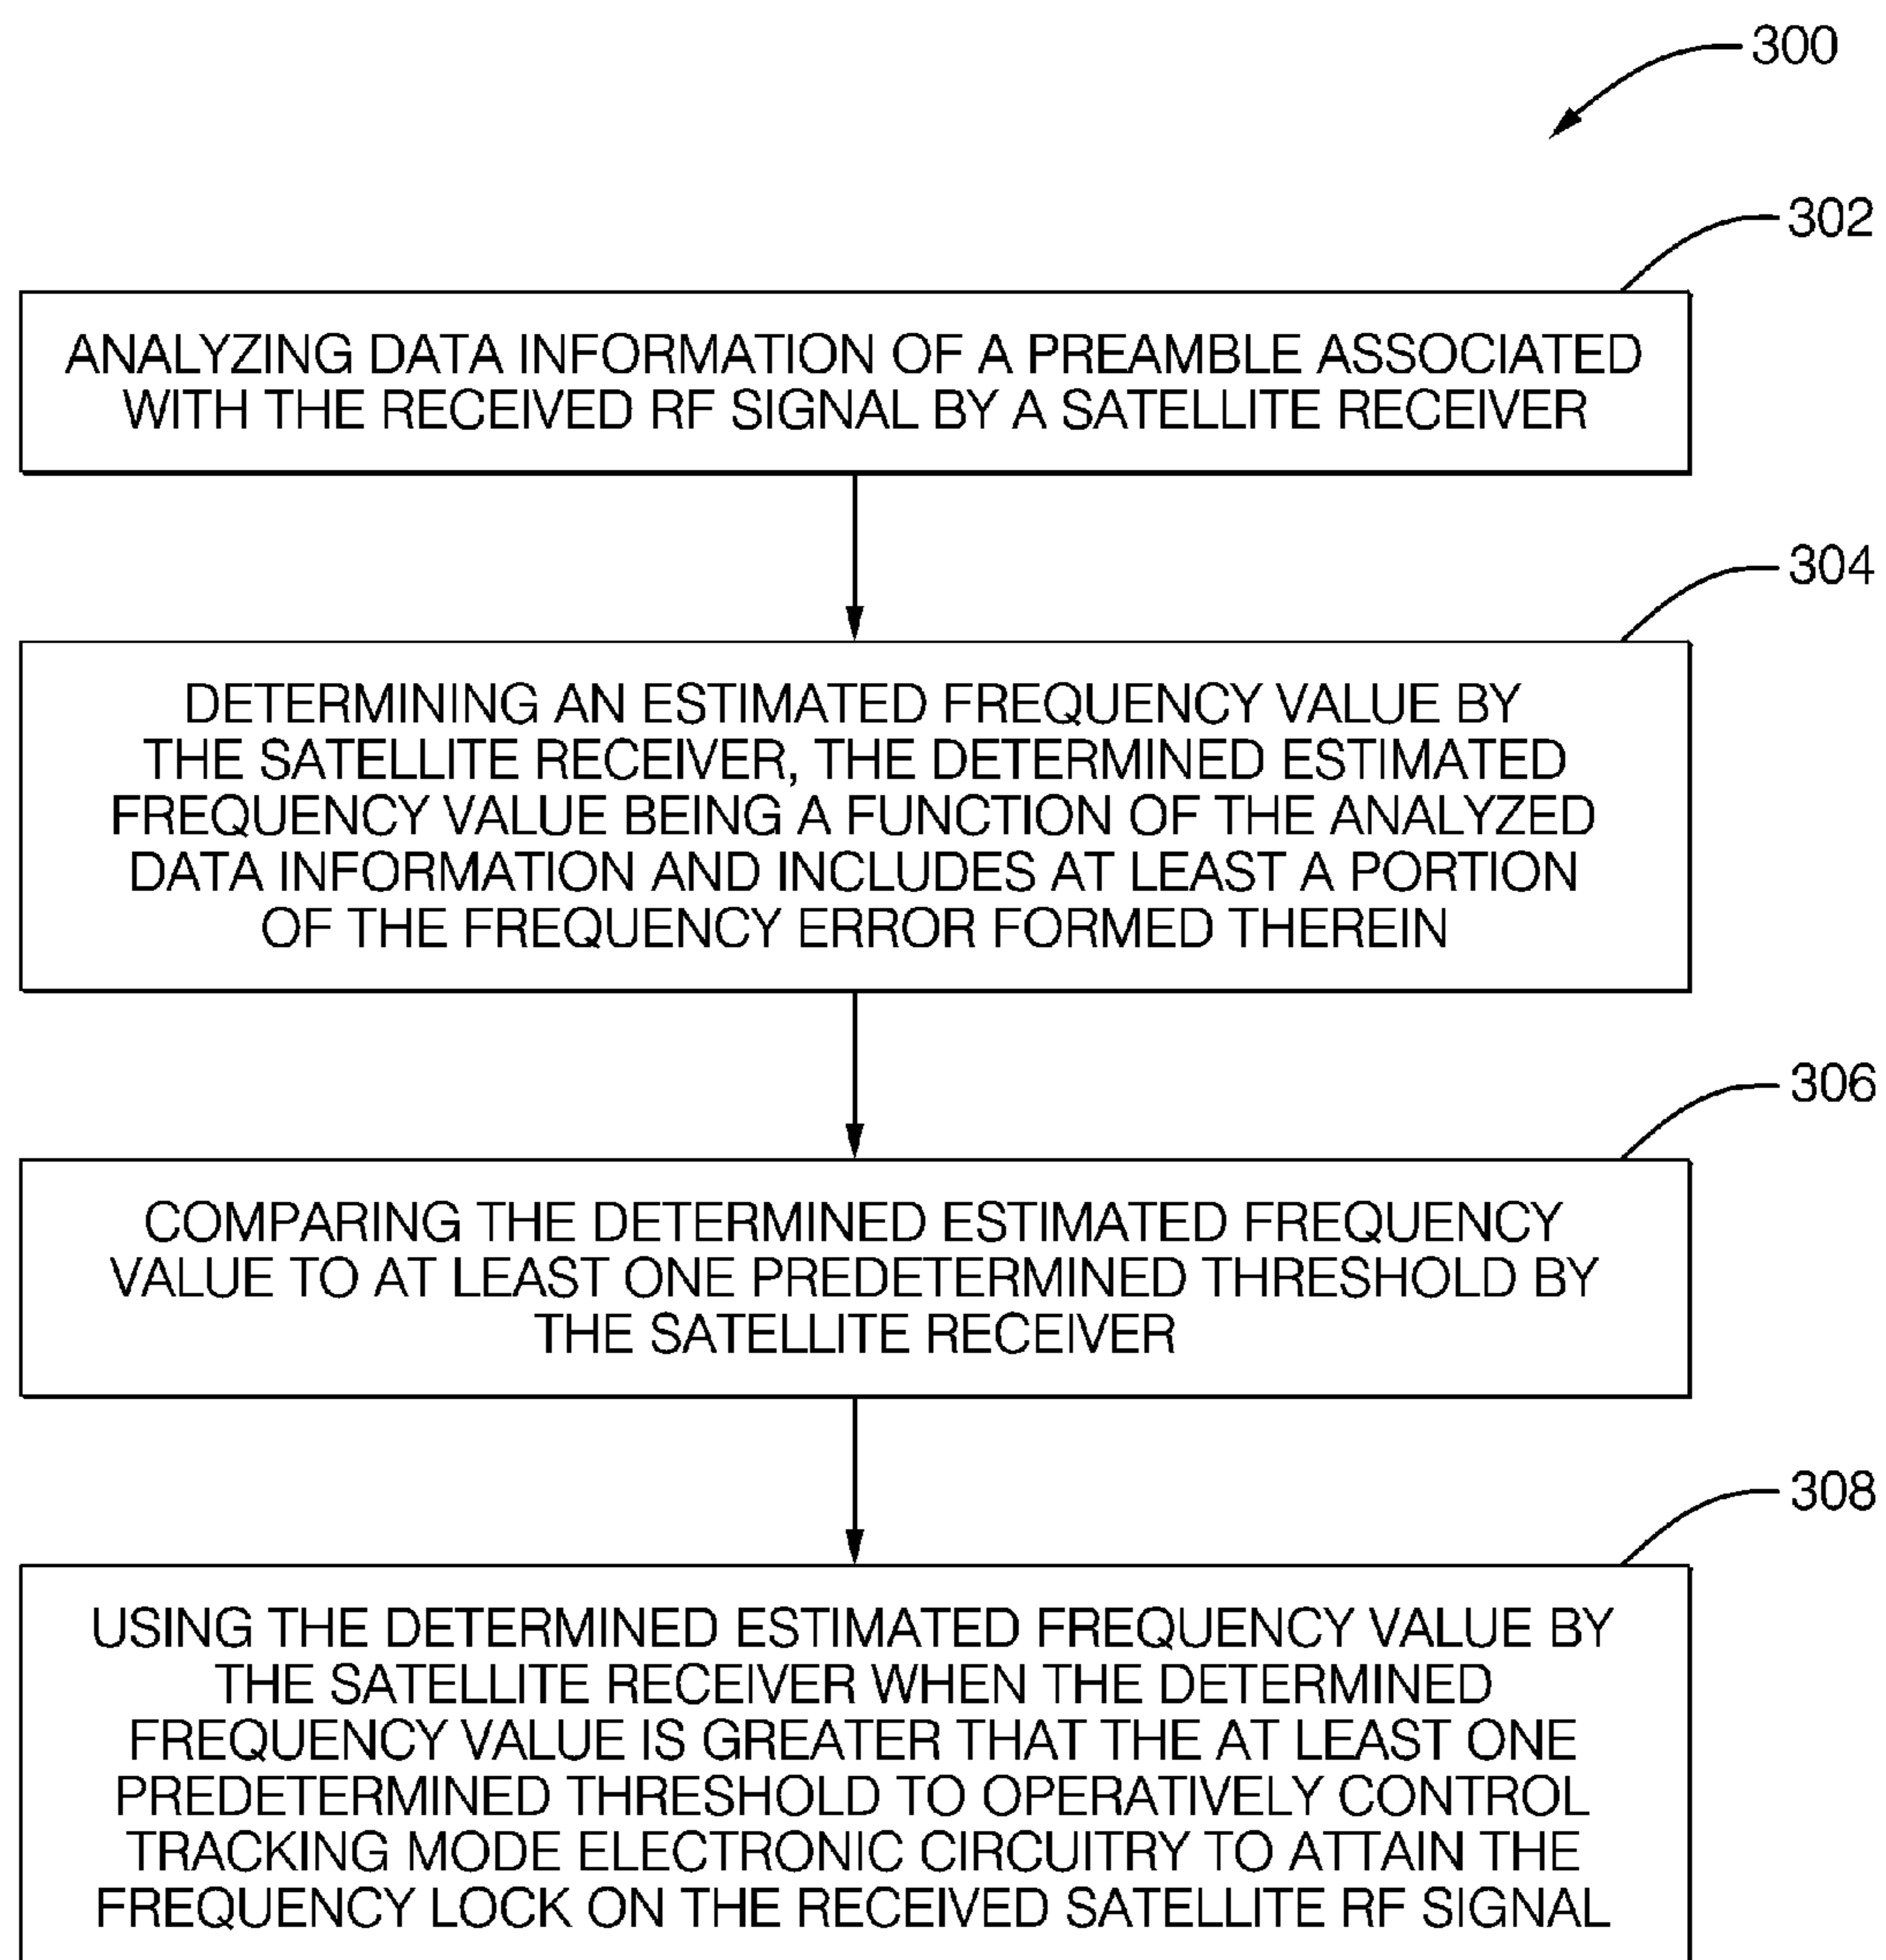 300
302
ANALYZING DATA INFORMATION OF A PREAMBLE ASSOCIATED
WITH THE RECEIVED RF SIGNAL BY A SATELLITE RECEIVER
304
DETERMINING AN ESTIMATED FREQUENCY VALUE BY
THE SATELLITE RECEIVER, THE DETERMINED ESTIMATED
FREQUENCY VALUE BEING A FUNCTION OF THE ANALYZED
DATA INFORMATION AND INCLUDES AT LEAST A PORTION
OF THE FREQUENCY ERROR FORMED THEREIN
306
COMPARING THE DETERMINED ESTIMATED FREQUENCY
VALUE TO AT LEAST ONE PREDETERMINED THRESHOLD BY
THE SATELLITE RECEIVER
308
USING THE DETERMINED ESTIMATED FREQUENCY VALUE BY
THE SATELLITE RECEIVER WHEN THE DETERMINED
FREQUENCY VALUE IS GREATER THAT THE AT LEAST ONE
PREDETERMINED THRESHOLD TO OPERATIVELY CONTROL
TRACKING MODE ELECTRONIC CIRCUITRY TO ATTAIN THE
FREQUENCY LOCK ON THE RECEIVED SATELLITE RF SIGNAL